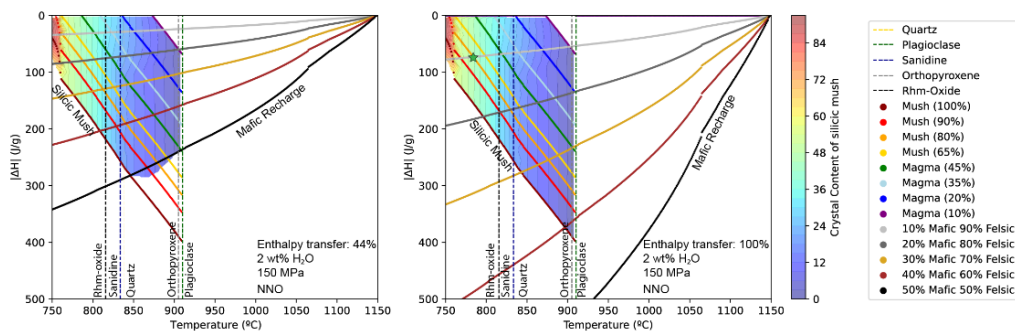 0
100
200
300
400
500
|ΔH| (J/g)
750
800
850
900
950
1000
1050
1100
1150
Temperature (ºC)
Silicic Mush
Mafic Recharge
Rhm-oxide
Sanidine
Quartz
Orthopyroxene
Plagioclase
Enthalpy transfer: 44%
2 wt% H₂O
150 MPa
NNO
0
100
200
300
400
500
|ΔH| (J/g)
750
800
850
900
950
1000
1050
1100
1150
Temperature (ºC)
Silicic Mush
Mafic Recharge
Rhm-oxide
Sanidine
Quartz
Orthopyroxene
Plagioclase
Enthalpy transfer: 100%
2 wt% H₂O
150 MPa
NNO
84
72
60
48
36
24
12
0
Crystal Content of silicic mush
Quartz
Plagioclase
Sanidine
Orthopyroxene
Rhm-Oxide
Mush (100%)
Mush (90%)
Mush (80%)
Mush (65%)
Magma (45%)
Magma (35%)
Magma (20%)
Magma (10%)
10% Mafic 90% Felsic
20% Mafic 80% Felsic
30% Mafic 70% Felsic
40% Mafic 60% Felsic
50% Mafic 50% Felsic